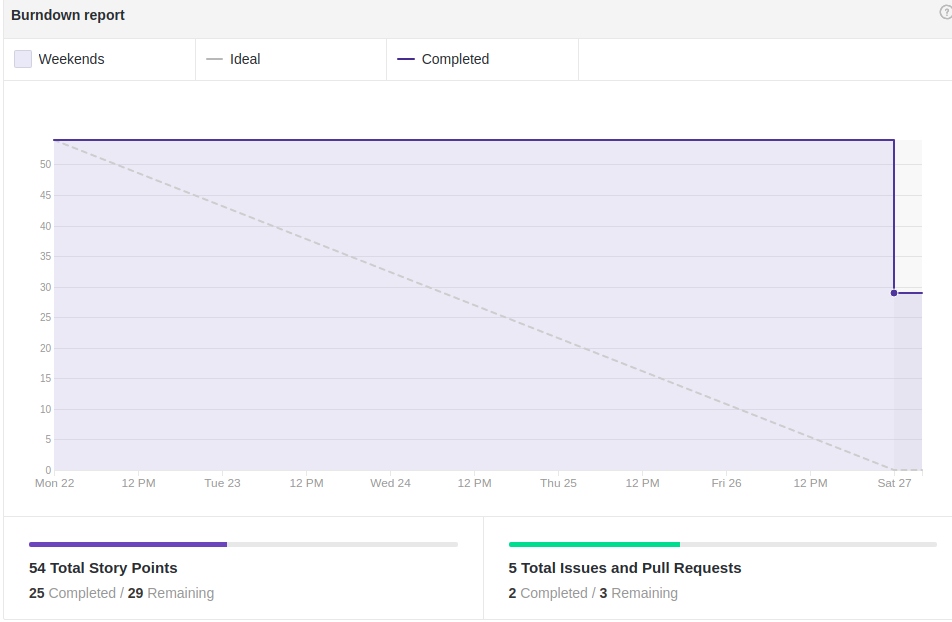 Burndown report
?
Weekends
Ideal
Completed
50
45
40
35
30
25
20
15
10
5
0
Mon 22 12 PM Tue 23 12 PM Wed 24 12 PM Thu 25 12 PM Fri 26 12 PM Sat 27
54 Total Story Points
25 Completed / 29 Remaining
5 Total Issues and Pull Requests
2 Completed / 3 Remaining